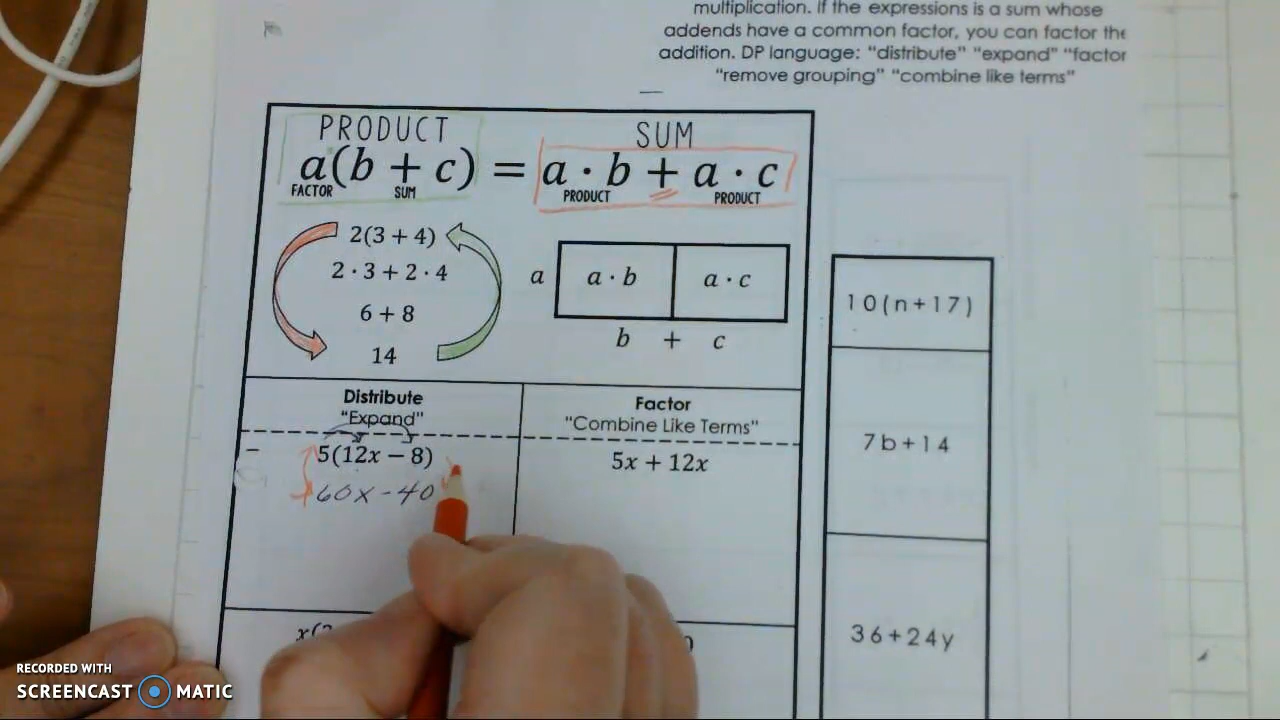 multiplication. If the expressions is a sum whose
addends have a common factor, you can factor the
addition. DP language: "distribute" "expand" "factor
"remove grouping" "combine like terms"
PRODUCT SUM
a(b + c) = a · b + a · c
FACTOR SUM PRODUCT PRODUCT
2(3 + 4)
2 · 3 + 2 · 4
6 + 8
14
a a · b a · c
b + c
Distribute
"Expand"
5(12x − 8)
60x - 40
Factor
"Combine Like Terms"
5x + 12x
10(n+17)
7b+14
36+24y
RECORDED WITH
SCREENCAST MATIC